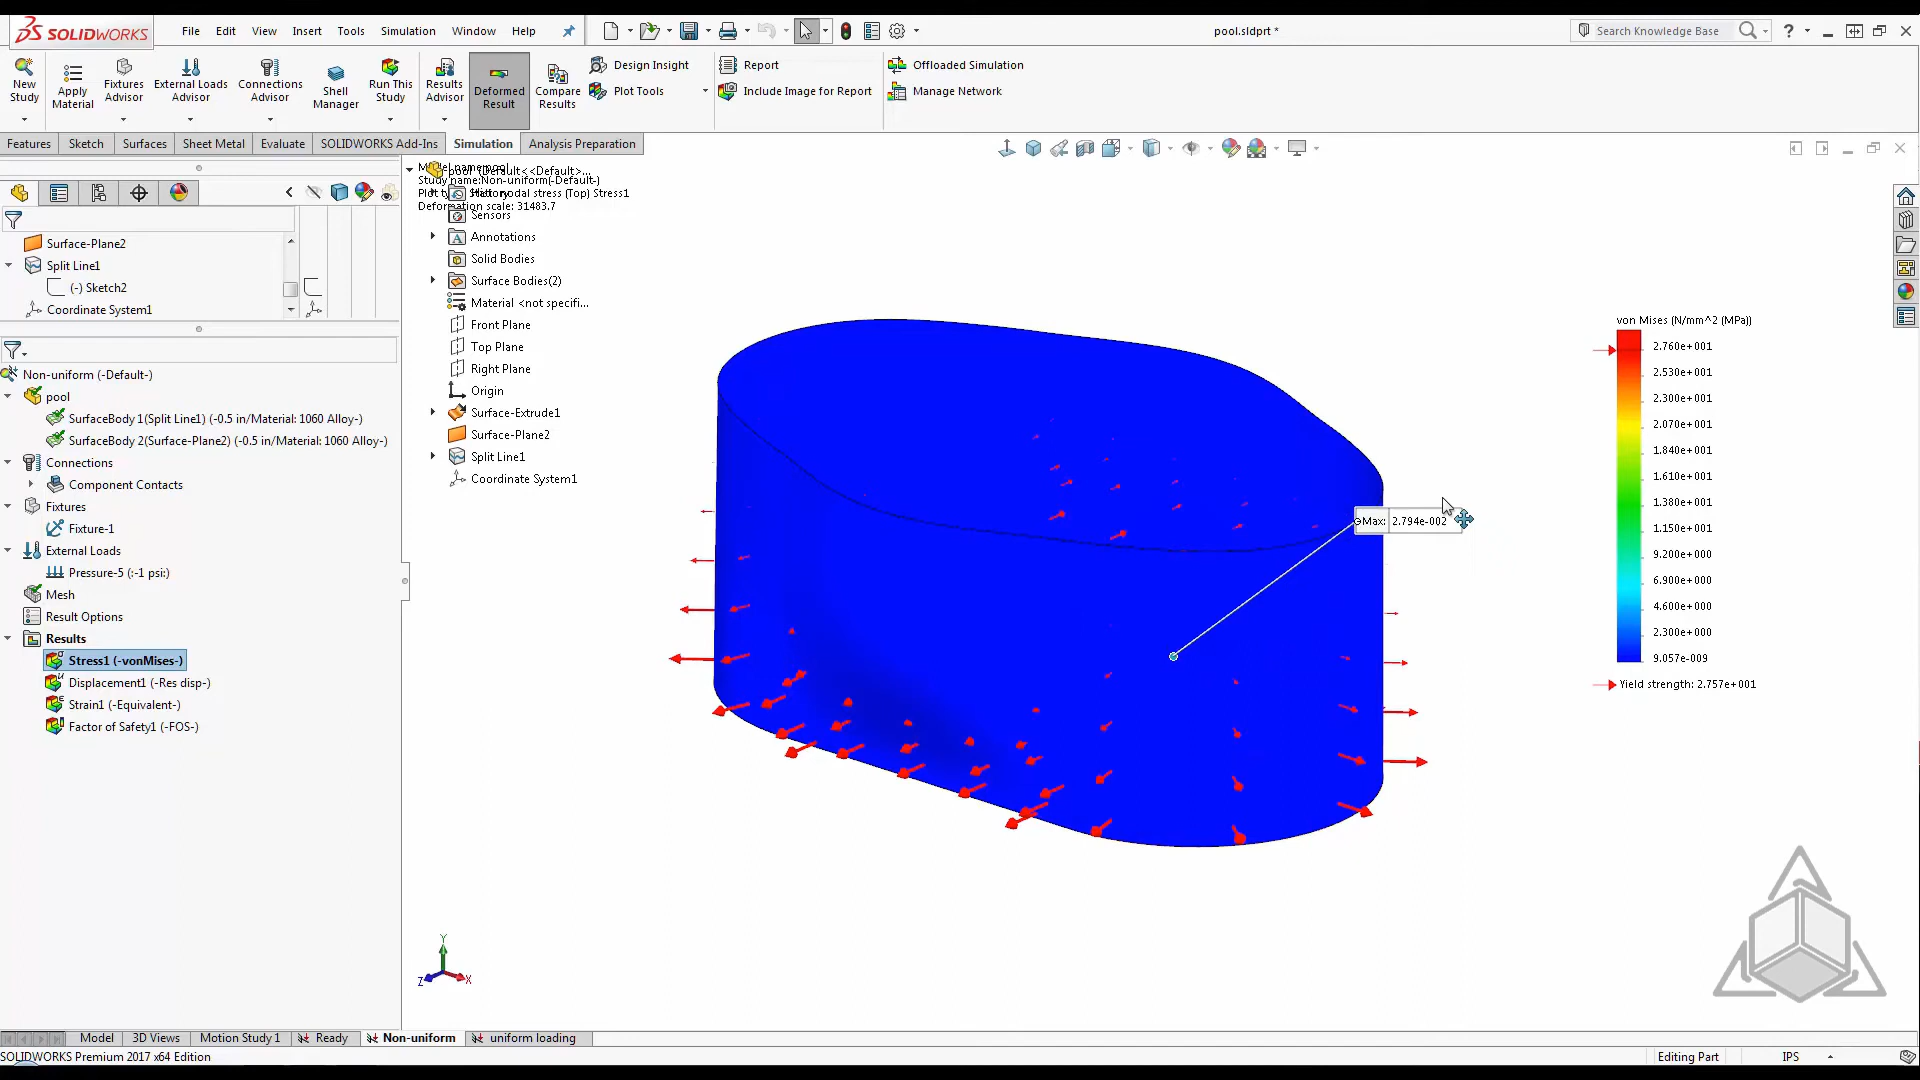 SOLIDWORKS
File Edit View Insert Tools Simulation Window Help
pool.sldprt *
Search Knowledge Base
?
New Study
Apply Material
Fixtures Advisor
External Loads Advisor
Connections Advisor
Shell Manager
Run This Study
Results Advisor
Deformed Result
Compare Results
Design Insight
Plot Tools
Report
Include Image for Report
Offloaded Simulation
Manage Network
Features Sketch Surfaces Sheet Metal Evaluate SOLIDWORKS Add-Ins Simulation Analysis Preparation
Surface-Plane2
Split Line1
(-) Sketch2
Coordinate System1
Non-uniform (-Default-)
pool
SurfaceBody 1(Split Line1) (-0.5 in/Material: 1060 Alloy-)
SurfaceBody 2(Surface-Plane2) (-0.5 in/Material: 1060 Alloy-)
Connections
Component Contacts
Fixtures
Fixture-1
External Loads
Pressure-5 (:-1 psi:)
Mesh
Result Options
Results
Stress1 (-vonMises-)
Displacement1 (-Res disp-)
Strain1 (-Equivalent-)
Factor of Safety1 (-FOS-)
pool (Default<<Default>...
Study name:Non-uniform(-Default-)
stress (Top) Stress1
History
Deformation scale: 31483.7
Sensors
Annotations
Solid Bodies
Surface Bodies(2)
Material <not specifi...
Front Plane
Top Plane
Right Plane
Origin
Surface-Extrude1
Surface-Plane2
Split Line1
Coordinate System1
Max: 2.794e-002
von Mises (N/mm^2 (MPa))
2.760e+001
2.530e+001
2.300e+001
2.070e+001
1.840e+001
1.610e+001
1.380e+001
1.150e+001
9.200e+000
6.900e+000
4.600e+000
2.300e+000
9.057e-009
Yield strength: 2.757e+001
Y
Z
X
Model 3D Views Motion Study 1 Ready Non-uniform uniform loading
SOLIDWORKS Premium 2017 x64 Edition
Editing Part
IPS